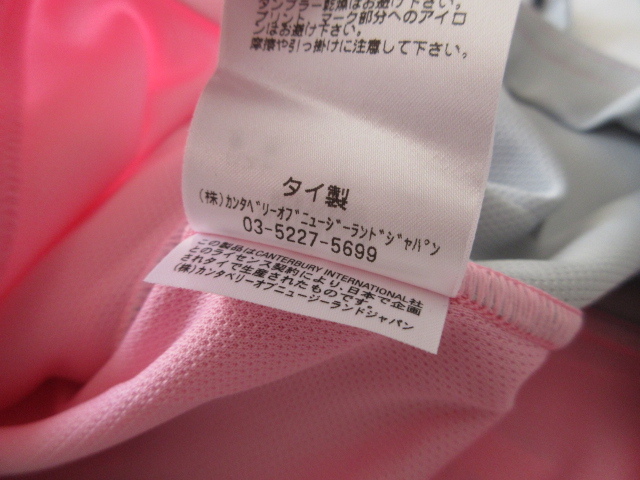 タンブラー乾燥はお避け下さい。
プリント、マーク部分へのアイロ
ンはお避け下さい。
摩擦や引っ掛けに注意して下さい。
タイ製
(株)カンタベリーオブニュージーランドジャパン
03-5227-5699
この製品はCANTERBURY INTERNATIONAL社
とのライセンス契約により、日本で企画
されタイで生産されたものです。
(株)カンタベリーオブニュージーランドジャパン